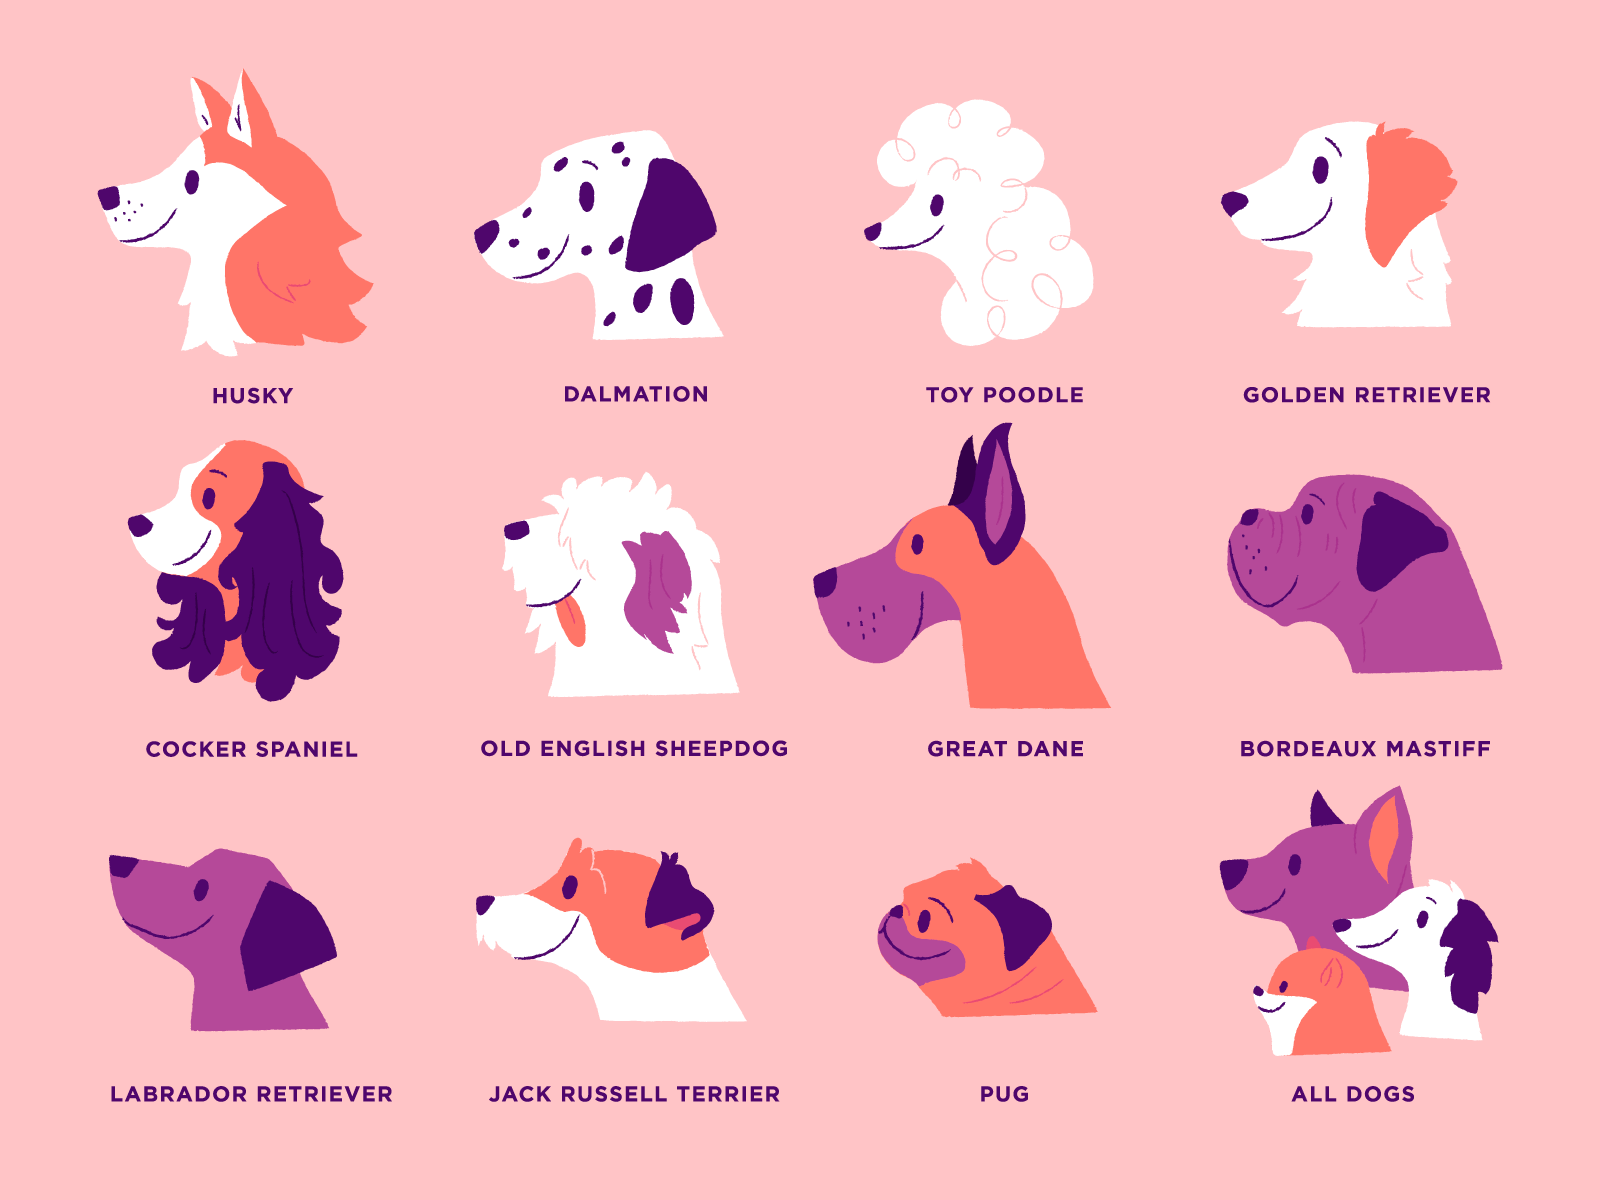 HUSKY
DALMATION
TOY POODLE
GOLDEN RETRIEVER
COCKER SPANIEL
OLD ENGLISH SHEEPDOG
GREAT DANE
BORDEAUX MASTIFF
LABRADOR RETRIEVER
JACK RUSSELL TERRIER
PUG
ALL DOGS